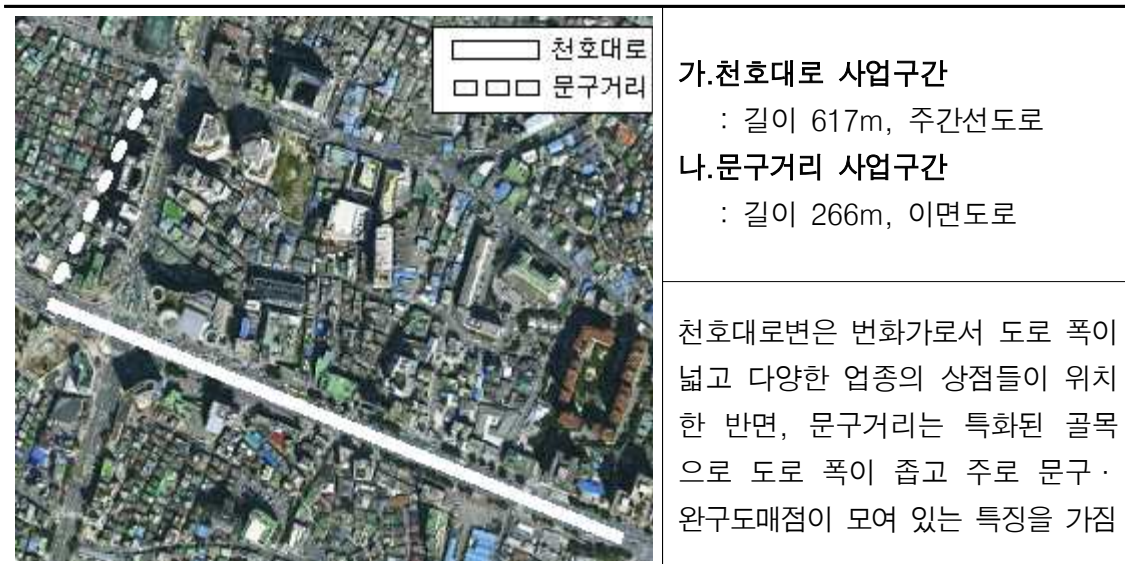 천호대로
문구거리
가.천호대로 사업구간
: 길이 617m, 주간선도로
나.문구거리 사업구간
: 길이 266m, 이면도로
천호대로변은 번화가로서 도로 폭이
넓고 다양한 업종의 상점들이 위치
한 반면, 문구거리는 특화된 골목
으로 도로 폭이 좁고 주로 문구·
완구도매점이 모여 있는 특징을 가짐